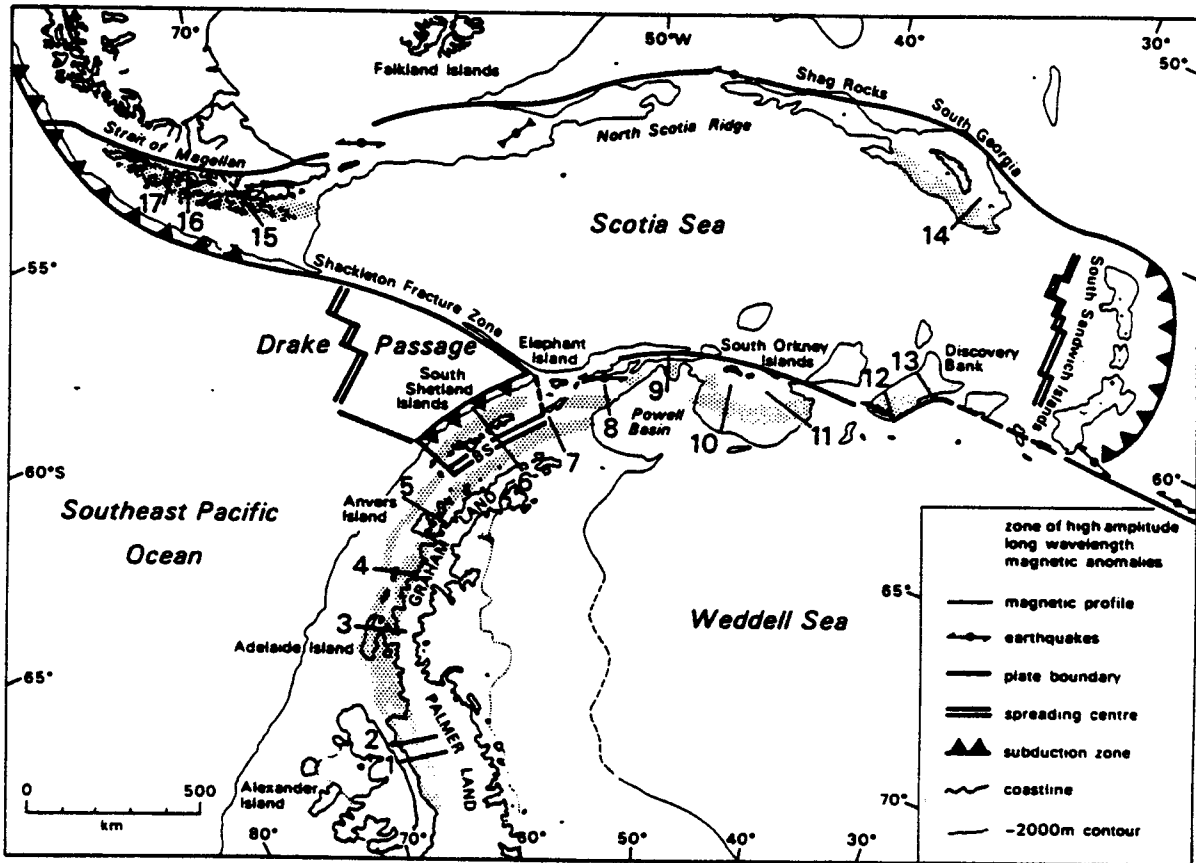 70°
50°W
40°
30°
50°
Falkland Islands
Shag Rocks
South Georgia
North Scotia Ridge
Strait of Magellan
17
16
15
14
Scotia Sea
55°
55°
Shackleton Fracture Zone
South Sandwich Islands
Drake Passage
Elephant Island
South Orkney Islands
Discovery Bank
South Shetland Islands
13
12
9
8
Powell Basin
10
11
7
BS
6
5
60°S
60°
Anvers Island
Southeast Pacific
Ocean
GRAHAM LAND
4
3
Adelaide Island
Weddell Sea
65°
65°
PALMER LAND
2
1
Alexander Island
0 500
km
80°
70°
60°
50°
40°
30°
70°
zone of high amplitude
long wavelength
magnetic anomalies
magnetic profile
earthquakes
plate boundary
spreading centre
subduction zone
coastline
-2000m contour